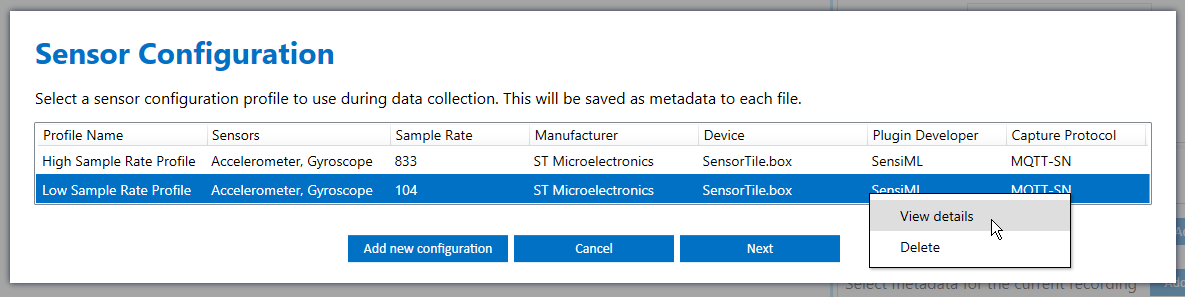 Sensor Configuration
Select a sensor configuration profile to use during data collection. This will be saved as metadata to each file.
Profile Name Sensors Sample Rate Manufacturer Device Plugin Developer Capture Protocol
High Sample Rate Profile Accelerometer, Gyroscope 833 ST Microelectronics SensorTile.box SensiML MQTT-SN
Low Sample Rate Profile Accelerometer, Gyroscope 104 ST Microelectronics SensorTile.box SensiML MQTT-SN
View details
Delete
Add new configuration Cancel Next
Select metadata for the current recording